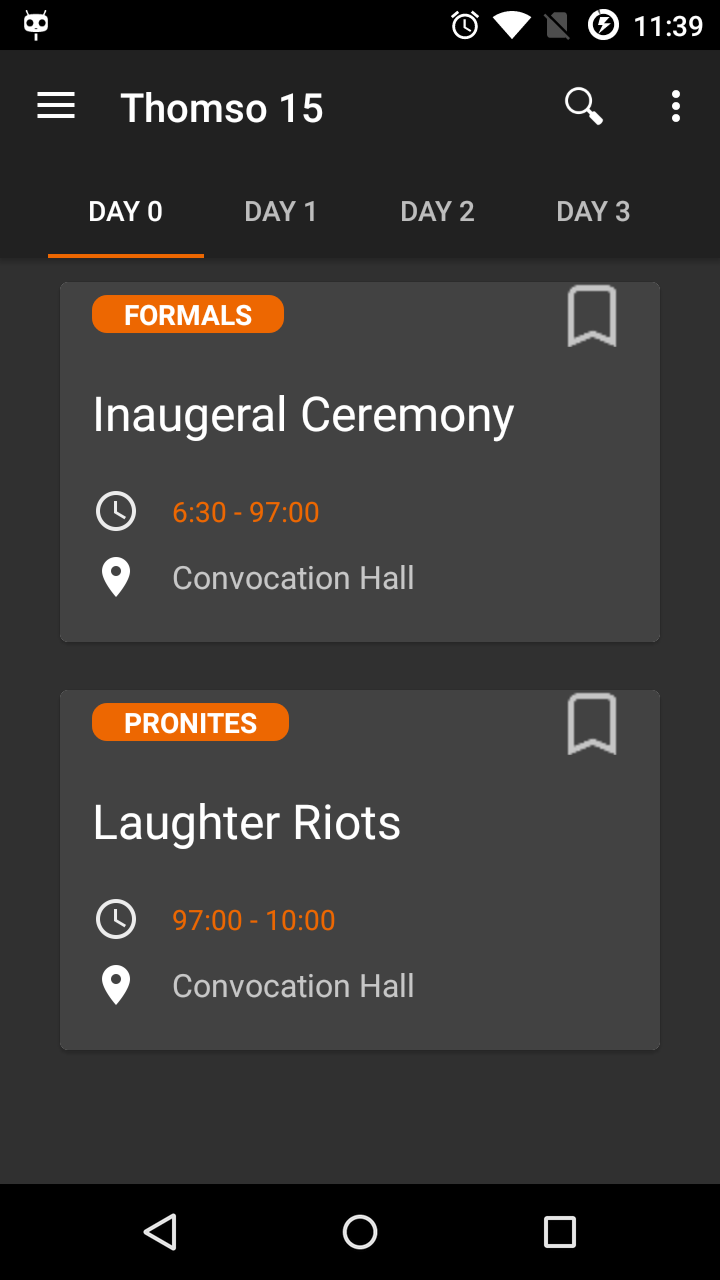 11:39
Thomso 15
DAY 0 DAY 1 DAY 2 DAY 3
FORMALS
Inaugeral Ceremony
6:30 - 97:00
Convocation Hall
PRONITES
Laughter Riots
97:00 - 10:00
Convocation Hall